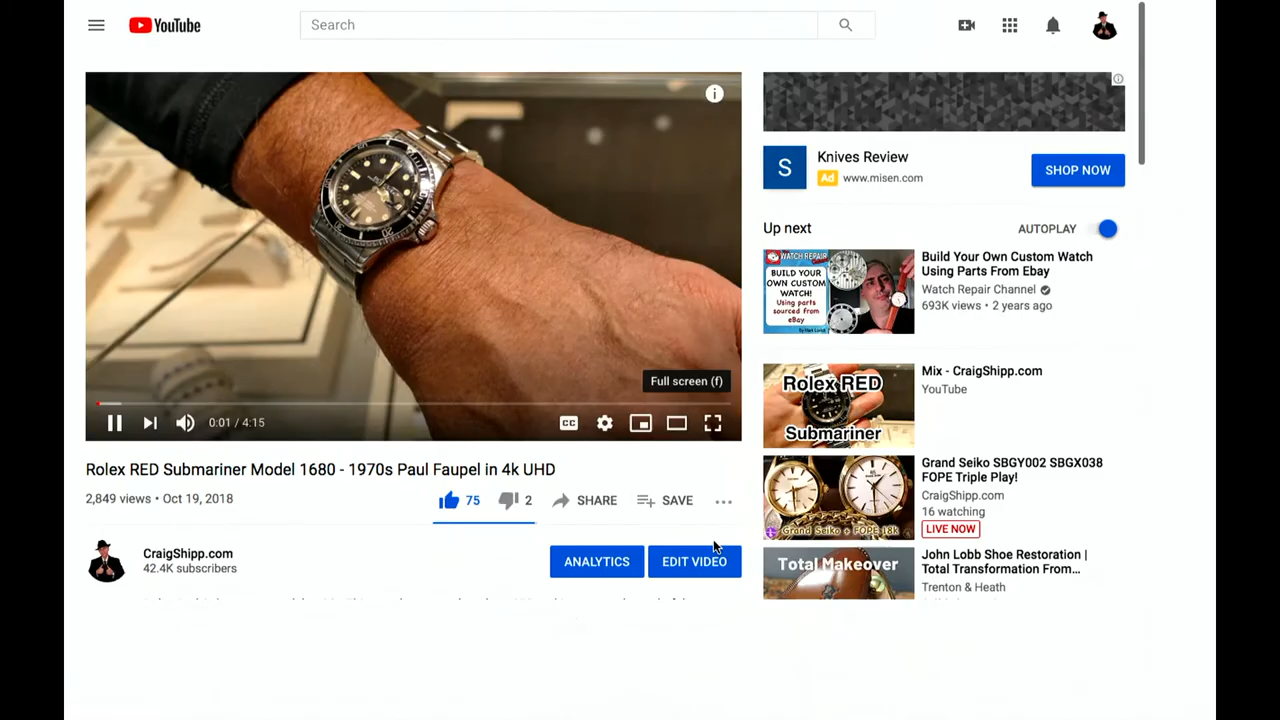 YouTube
Search
i
Full screen (f)
0:01 / 4:15
CC
Rolex RED Submariner Model 1680 - 1970s Paul Faupel in 4k UHD
2,849 views • Oct 19, 2018
75
2
SHARE
SAVE
CraigShipp.com
42.4K subscribers
ANALYTICS
EDIT VIDEO
S
Knives Review
Ad www.misen.com
SHOP NOW
Up next
AUTOPLAY
WATCH REPAIR
BUILD YOUR
OWN CUSTOM
WATCH!
Using parts
sourced from
eBay
Build Your Own Custom Watch
Using Parts From Ebay
Watch Repair Channel
693K views • 2 years ago
Rolex RED
Submariner
Mix - CraigShipp.com
YouTube
Grand Seiko + FOPE 18k
Grand Seiko SBGY002 SBGX038
FOPE Triple Play!
CraigShipp.com
16 watching
LIVE NOW
Total Makeover
John Lobb Shoe Restoration |
Total Transformation From...
Trenton & Heath